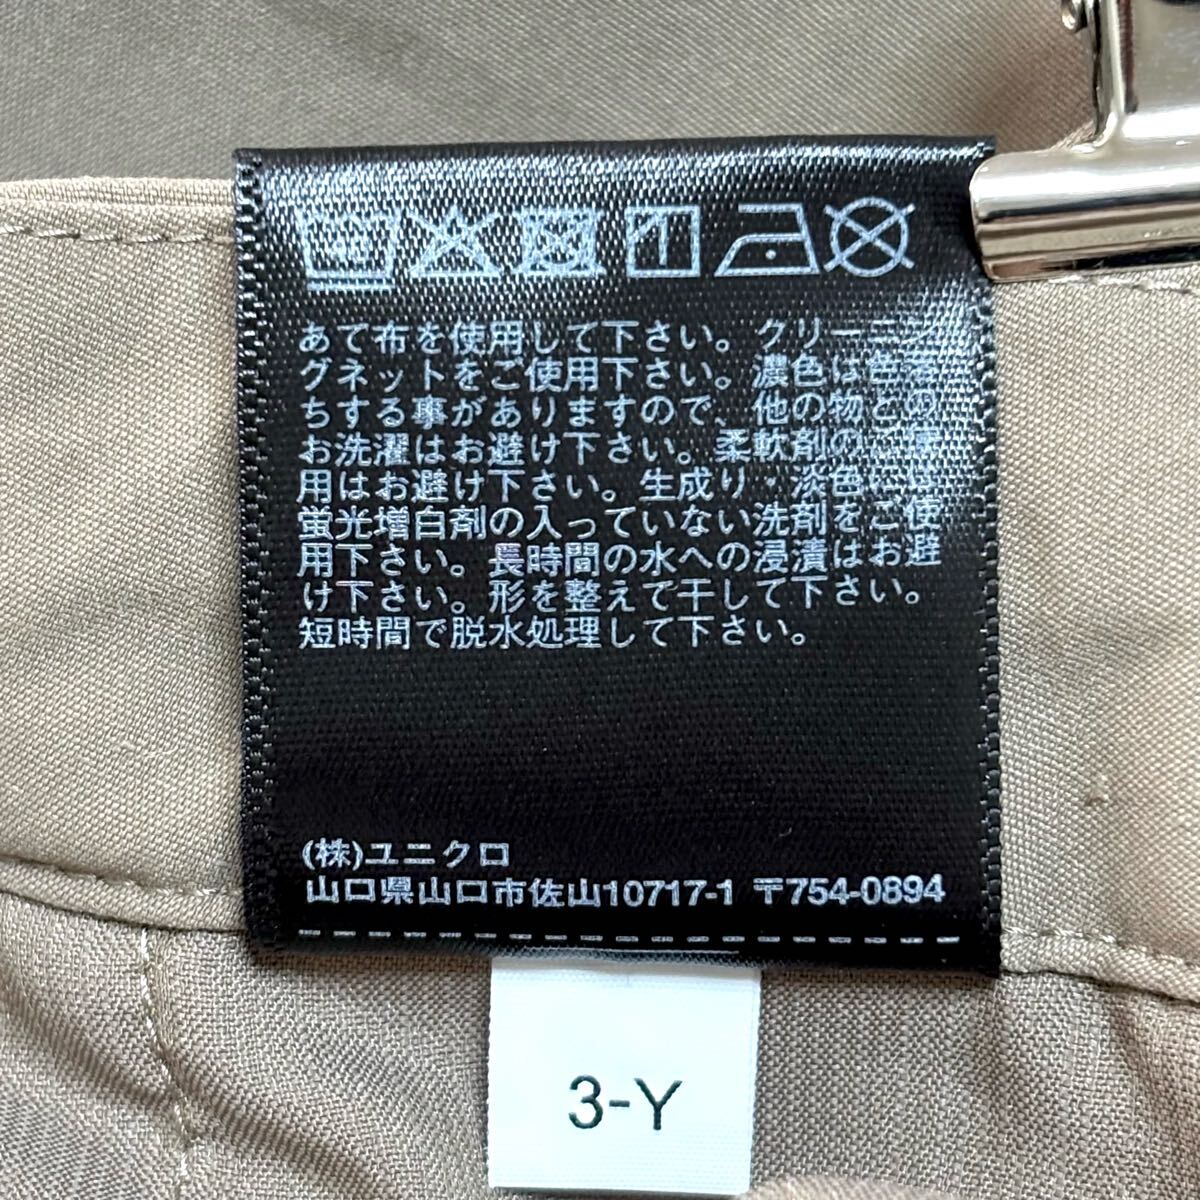 40
あて布を使用して下さい。クリーニン
グネットをご使用下さい。濃色は色落
ちする事がありますので、他の物との
お洗濯はお避け下さい。柔軟剤のご使
用はお避け下さい。生成り・淡色には
蛍光増白剤の入っていない洗剤をご使
用下さい。長時間の水への浸漬はお避
け下さい。形を整えて干して下さい。
短時間で脱水処理して下さい。
(株)ユニクロ
山口県山口市佐山10717-1 〒754-0894
3-Y